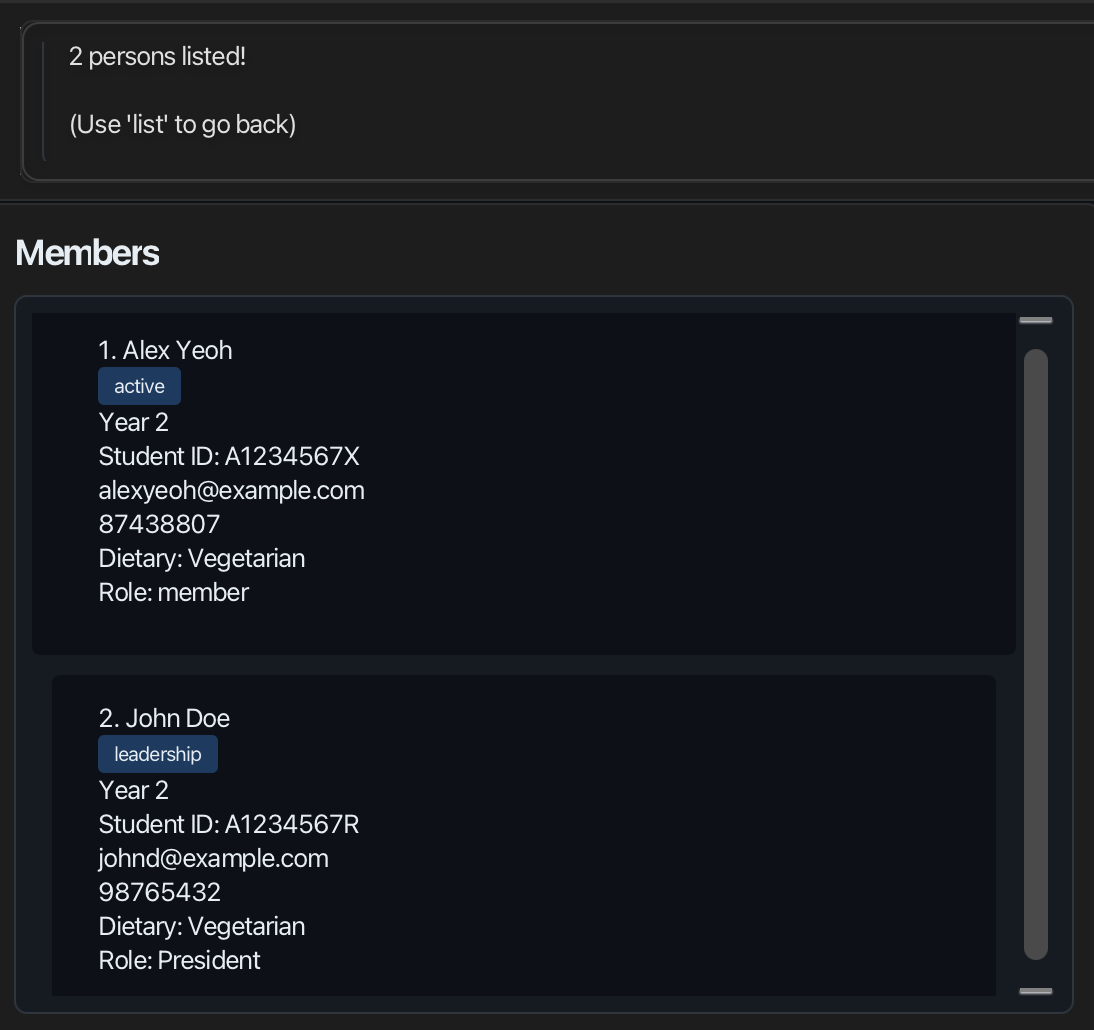 2 persons listed!
(Use 'list' to go back)
Members
1. Alex Yeoh
active
Year 2
Student ID: A1234567X
alexyeoh@example.com
87438807
Dietary: Vegetarian
Role: member
2. John Doe
leadership
Year 2
Student ID: A1234567R
johnd@example.com
98765432
Dietary: Vegetarian
Role: President